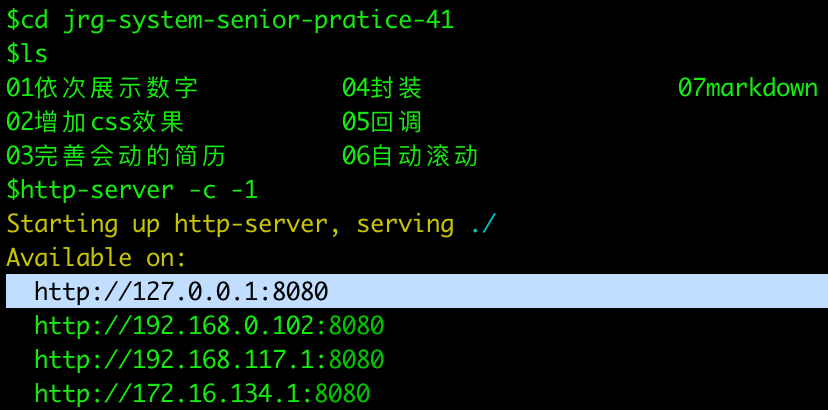 $cd jrg-system-senior-pratice-41
$ls
01依次展示数字 04封装 07markdown
02增加css效果 05回调
03完善会动的简历 06自动滚动
$http-server -c -1
Starting up http-server, serving ./
Available on:
http://127.0.0.1:8080
http://192.168.0.102:8080
http://192.168.117.1:8080
http://172.16.134.1:8080